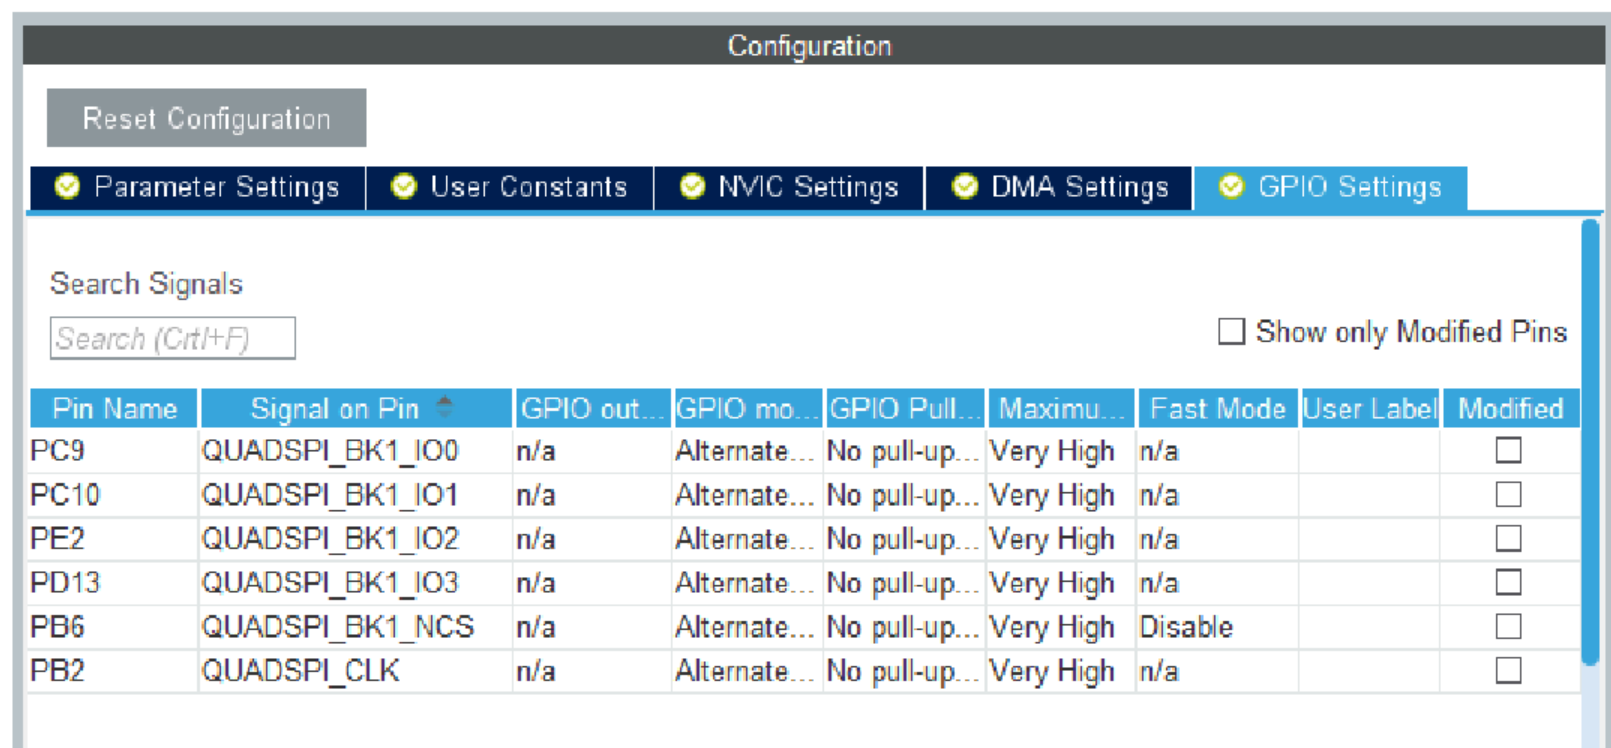 Configuration
Reset Configuration
Parameter Settings User Constants NVIC Settings DMA Settings GPIO Settings
Search Signals
Search (Crtl+F)
Show only Modified Pins
Pin Name Signal on Pin GPIO out... GPIO mo... GPIO Pull... Maximu... Fast Mode User Label Modified
PC9 QUADSPI_BK1_IO0 n/a Alternate... No pull-up... Very High n/a
PC10 QUADSPI_BK1_IO1 n/a Alternate... No pull-up... Very High n/a
PE2 QUADSPI_BK1_IO2 n/a Alternate... No pull-up... Very High n/a
PD13 QUADSPI_BK1_IO3 n/a Alternate... No pull-up... Very High n/a
PB6 QUADSPI_BK1_NCS n/a Alternate... No pull-up... Very High Disable
PB2 QUADSPI_CLK n/a Alternate... No pull-up... Very High n/a